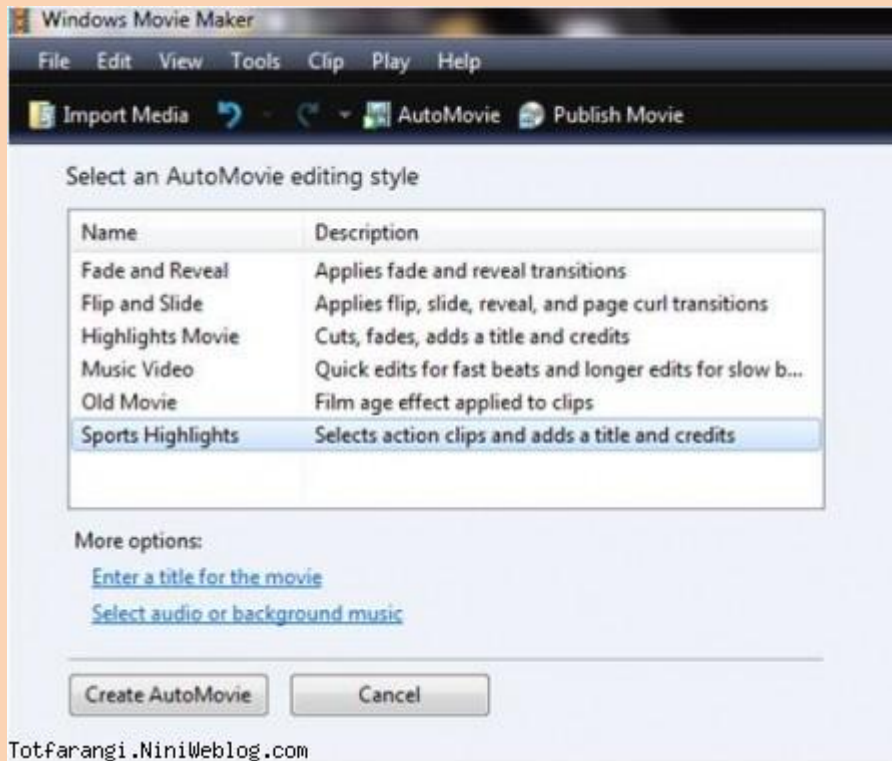 Windows Movie Maker
File Edit View Tools Clip Play Help
Import Media AutoMovie Publish Movie
Select an AutoMovie editing style
Name Description
Fade and Reveal Applies fade and reveal transitions
Flip and Slide Applies flip, slide, reveal, and page curl transitions
Highlights Movie Cuts, fades, adds a title and credits
Music Video Quick edits for fast beats and longer edits for slow b...
Old Movie Film age effect applied to clips
Sports Highlights Selects action clips and adds a title and credits
More options:
Enter a title for the movie
Select audio or background music
Create AutoMovie Cancel
Totfarangi.NiniWeblog.com